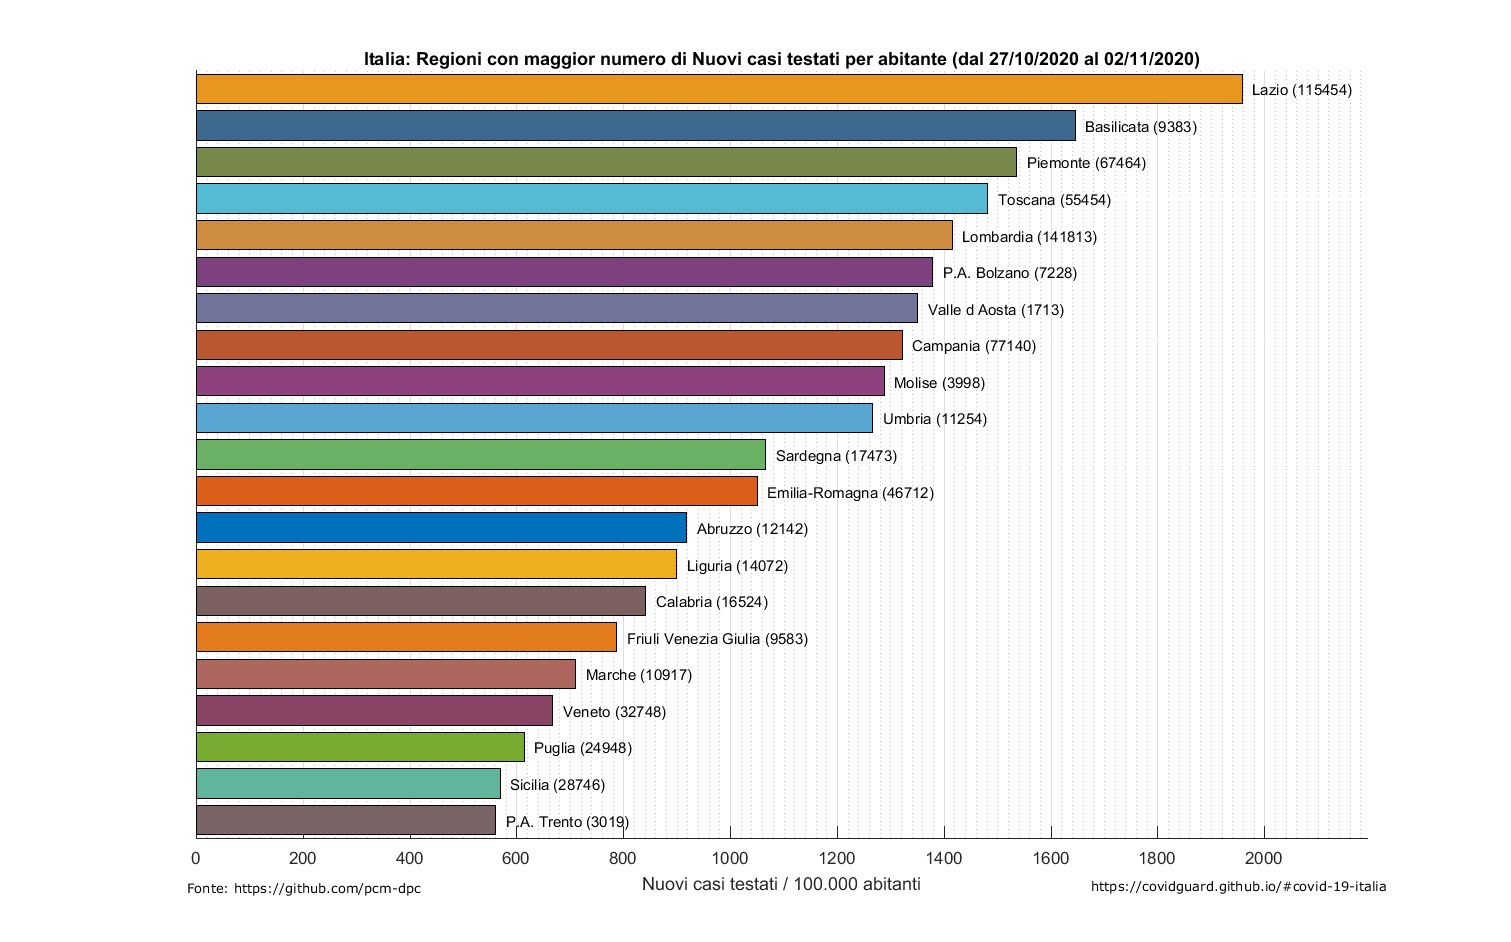 Italia: Regioni con maggior numero di Nuovi casi testati per abitante (dal 27/10/2020 al 02/11/2020)
Lazio (115454)
Basilicata (9383)
Piemonte (67464)
Toscana (55454)
Lombardia (141813)
P.A. Bolzano (7228)
Valle d Aosta (1713)
Campania (77140)
Molise (3998)
Umbria (11254)
Sardegna (17473)
Emilia-Romagna (46712)
Abruzzo (12142)
Liguria (14072)
Calabria (16524)
Friuli Venezia Giulia (9583)
Marche (10917)
Veneto (32748)
Puglia (24948)
Sicilia (28746)
P.A. Trento (3019)
0 200 400 600 800 1000 1200 1400 1600 1800 2000
Nuovi casi testati / 100.000 abitanti
Fonte: https://github.com/pcm-dpc
https://covidguard.github.io/#covid-19-italia